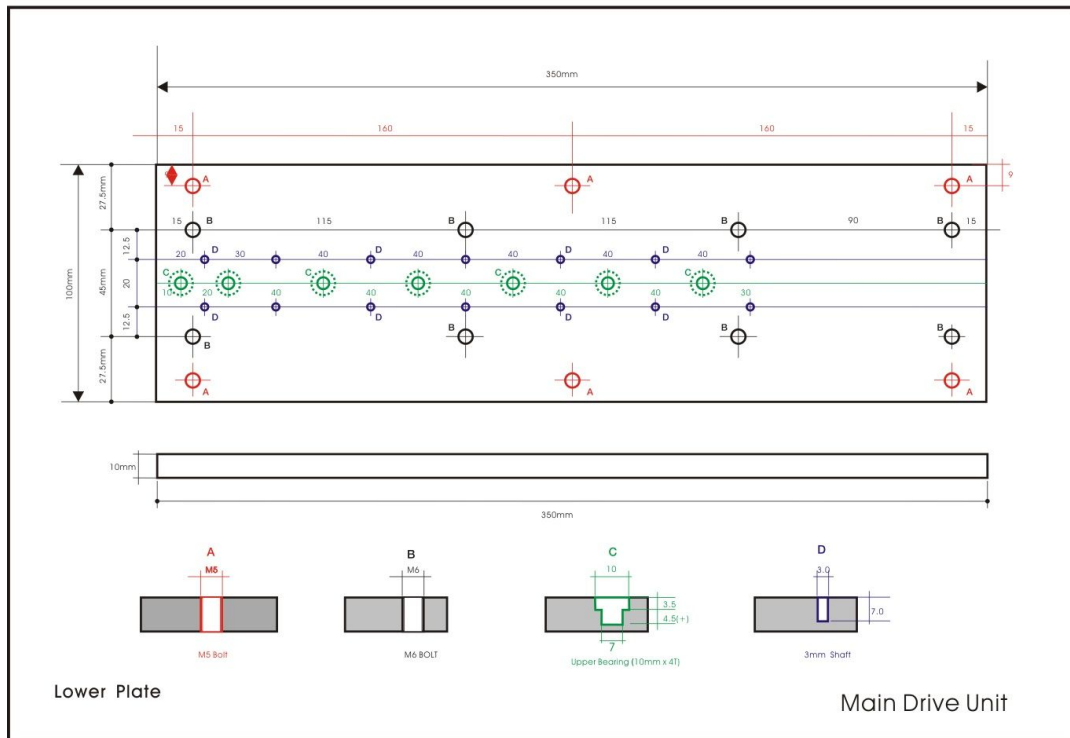 350mm
15 160 160 15
A A A 9
27.5mm
15 B 115 B 115 B 90 B 15
12.5
20 D 30 40 D 40 40 D 40 40 D 40
C C C C
100mm 45mm 20
10 20 40 40 40 40 40 30
D D D D
12.5
B B B B
27.5mm
A A A
10mm
350mm
A B C D
M5 M6 10 3.0
3.5
4.5(+)
7.0
7
M5 Bolt M6 BOLT Upper Bearing (10mm x 4T) 3mm Shaft
Lower Plate
Main Drive Unit